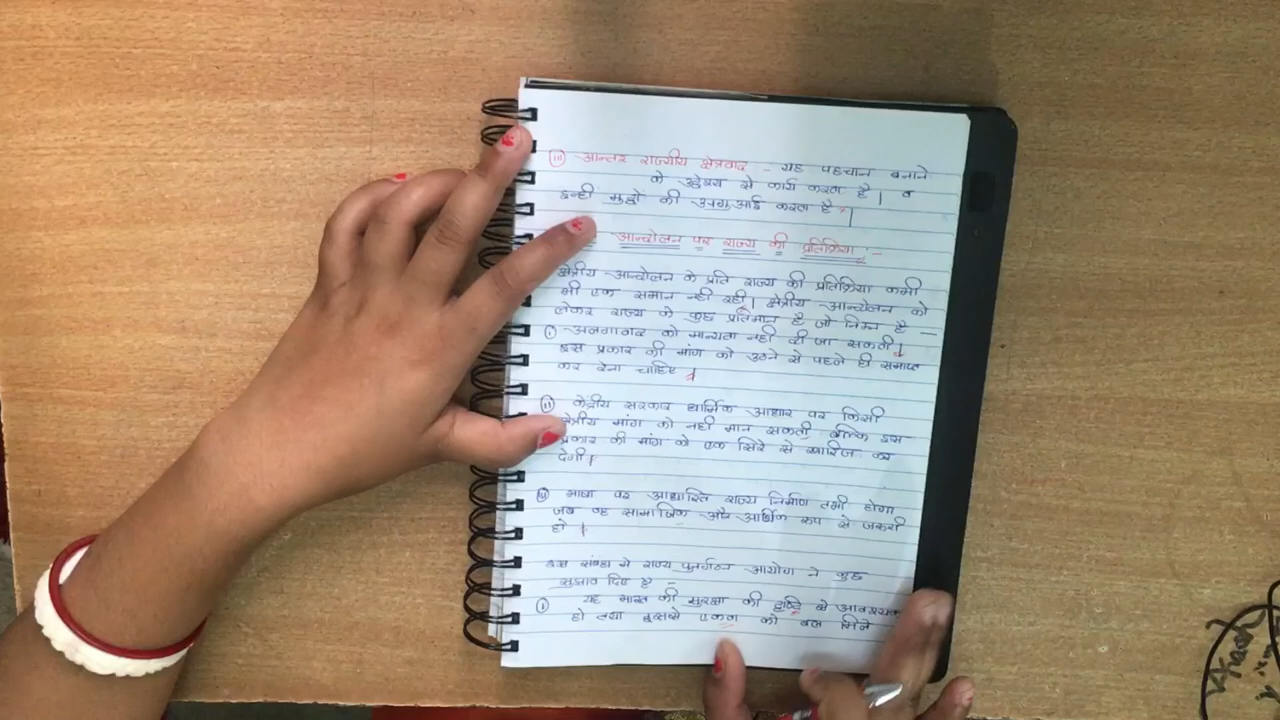 (iii) आन्तर राज्यीय क्षेत्रवाद - यह पहचान बनाने
के उद्देश्य से कार्य करता है। व
इन्ही मुद्दों की उपगुआई करता है।
आन्दोलन पर राज्य की प्रतिक्रिया :-
क्षेत्रीय आन्दोलन के प्रति राज्य की प्रतिक्रिया कभी
भी एक समान नही रही। क्षेत्रीय आन्दोलन को
लेकर राज्य के कुछ प्रतिमान है जो निम्न है -
(i) अलगाववाद को मान्यता नही दी जा सकती।
इस प्रकार की मांग को उठने से पहले ही समाप्त
कर देना चाहिए।
(ii) केंद्रीय सरकार धार्मिक आधार पर किसी
क्षेत्रीय मांग को नही मान सकती बल्कि इस
प्रकार की मांग को एक सिरे से खारिज कर
देगी।
(iii) भाषा पर आधारित राज्य निर्माण तभी होगा
जब वह सामाजिक और आर्थिक रूप से जरूरी
हो।
इस संबंध मे राज्य पुनर्गठन आयोग ने कुछ
सुझाव दिए है -
(i) यह भारत की सुरक्षा की दृष्टि से आवश्यक
हो तथा इससे एकता को बल मिले
Akash